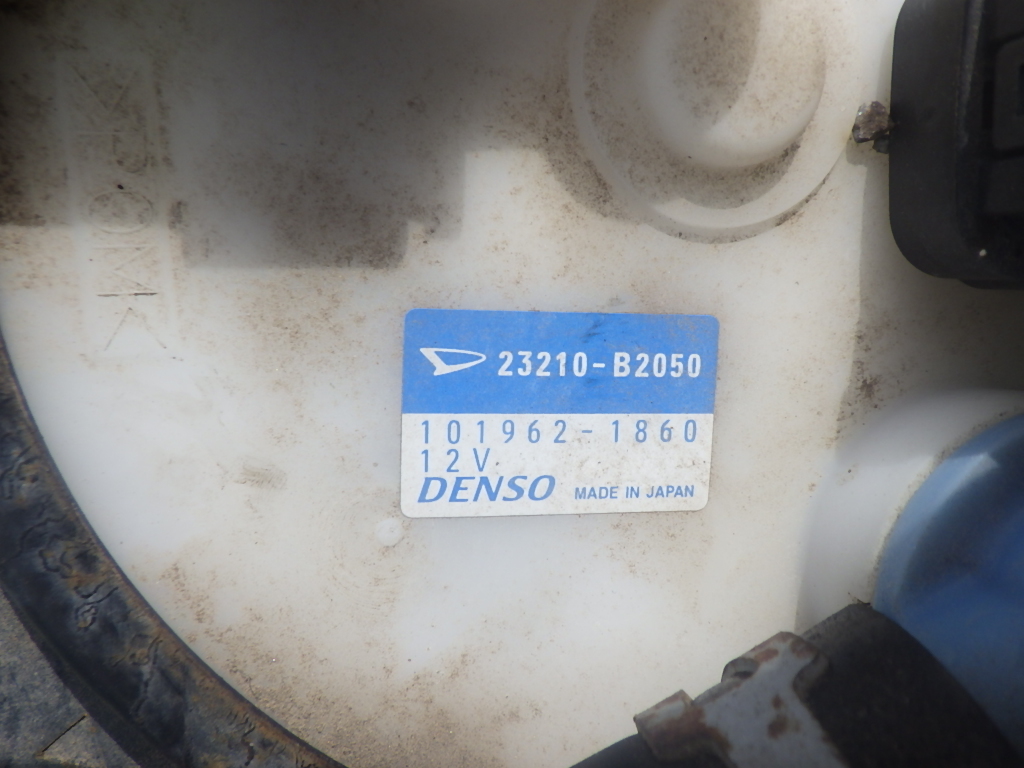 23210-B2050
101962-1860
12V
DENSO MADE IN JAPAN